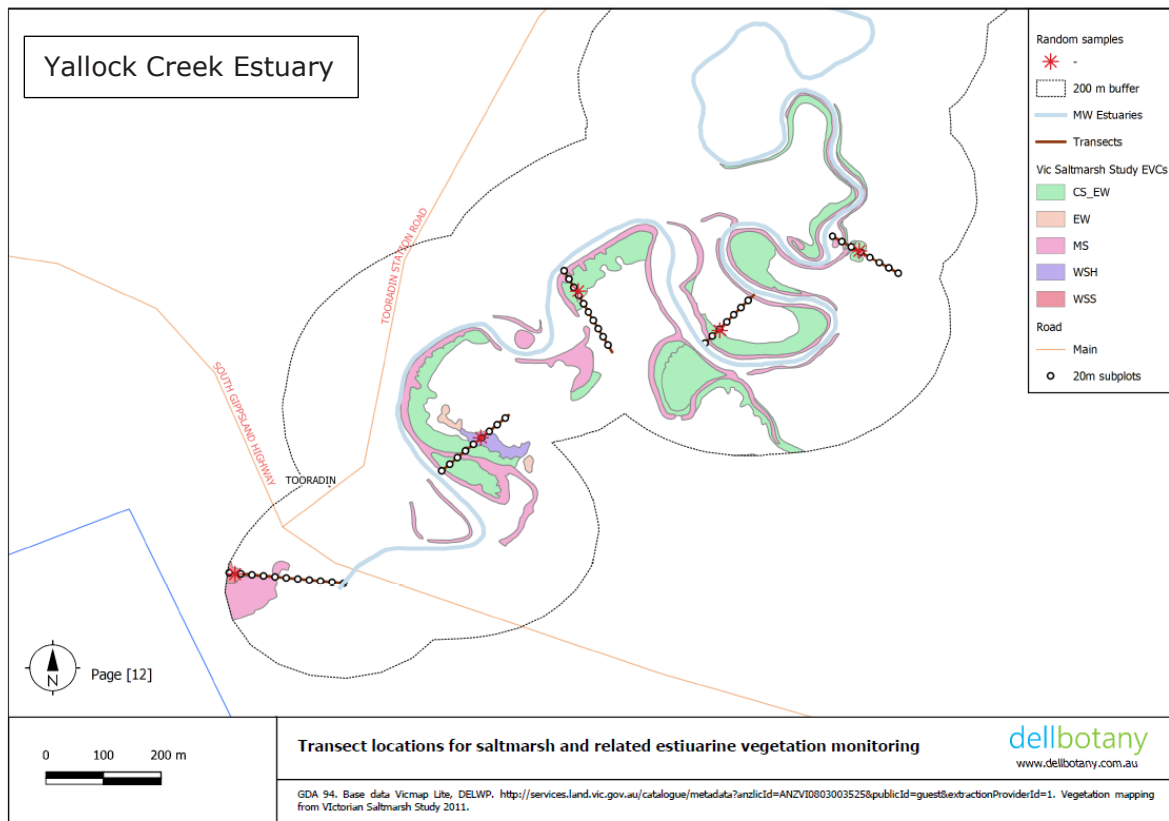 Yallock Creek Estuary
Random samples
-
200 m buffer
MW Estuaries
Transects
Vic Saltmarsh Study EVCs
CS_EW
EW
MS
WSH
WSS
Road
Main
20m subplots
TOORADIN STATION ROAD
SOUTH GIPPSLAND HIGHWAY
TOORADIN
N
Page [12]
0 100 200 m
Transect locations for saltmarsh and related estiuarine vegetation monitoring
dellbotany
www.dellbotany.com.au
GDA 94. Base data Vicmap Lite, DELWP. http://services.land.vic.gov.au/catalogue/metadata?anzlicId=ANZVI0803003525&publicId=guest&extractionProviderId=1. Vegetation mapping
from VIctorian Saltmarsh Study 2011.